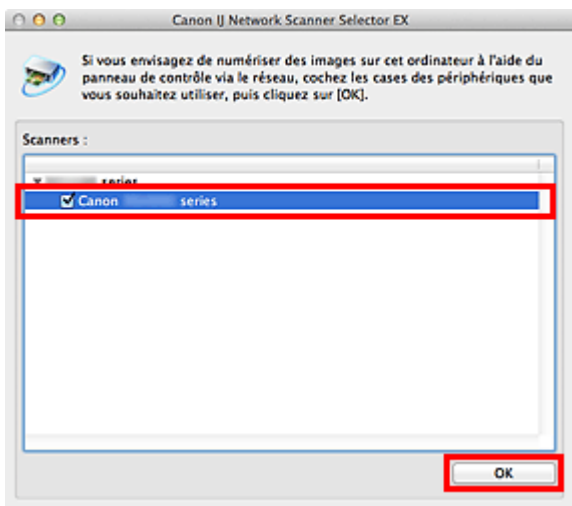 Canon IJ Network Scanner Selector EX
Si vous envisagez de numériser des images sur cet ordinateur à l'aide du
panneau de contrôle via le réseau, cochez les cases des périphériques que
vous souhaitez utiliser, puis cliquez sur [OK].
Scanners :
series
Canon series
OK